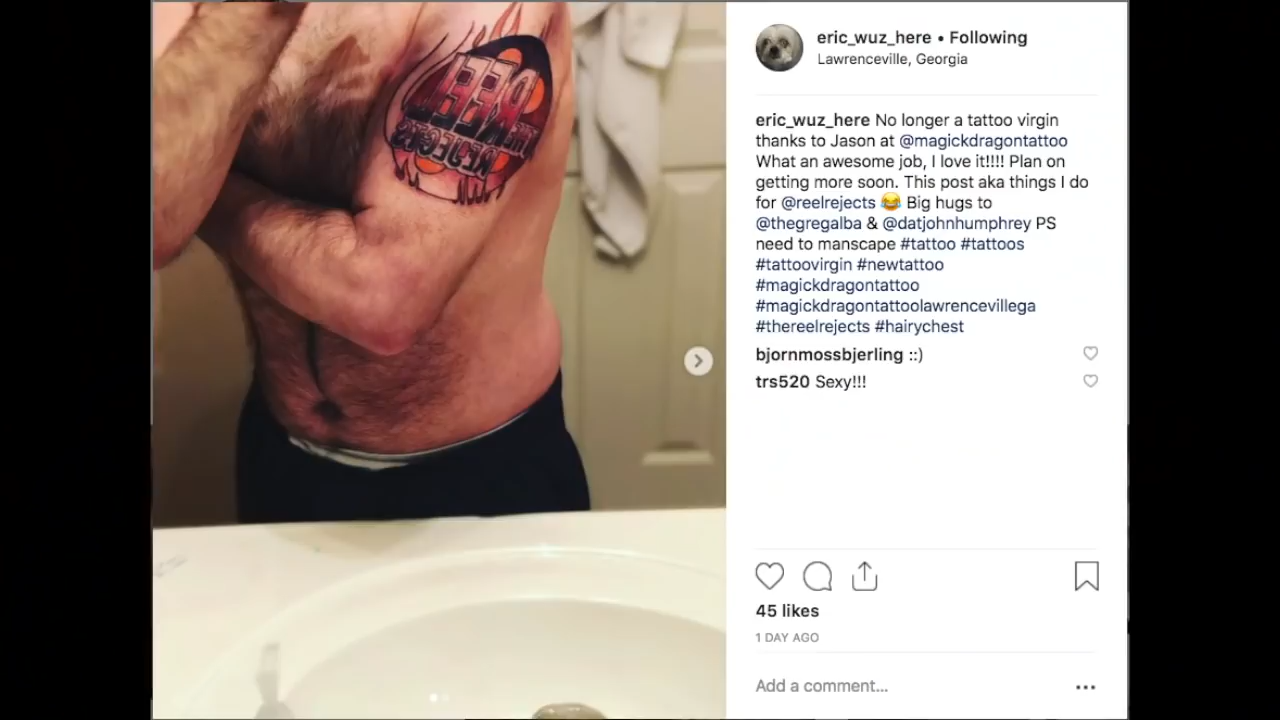 THE
REEL
REJECTS
eric_wuz_here • Following
Lawrenceville, Georgia
eric_wuz_here No longer a tattoo virgin
thanks to Jason at @magickdragontattoo
What an awesome job, I love it!!!! Plan on
getting more soon. This post aka things I do
for @reelrejects 😂 Big hugs to
@thegregalba & @datjohnhumphrey PS
need to manscape #tattoo #tattoos
#tattoovirgin #newtattoo
#magickdragontattoo
#magickdragontattoolawrencevillega
#thereelrejects #hairychest
bjornmossbjerling ::)
trs520 Sexy!!!
45 likes
1 DAY AGO
Add a comment...